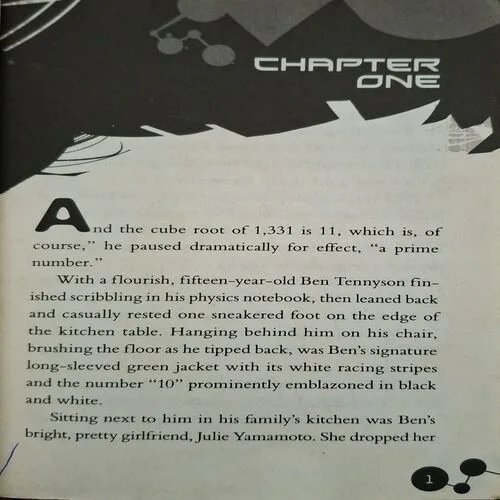 CHAPTER
ONE
And the cube root of 1,331 is 11, which is, of
course,” he paused dramatically for effect, “a prime
number.”
With a flourish, fifteen-year-old Ben Tennyson fin-
ished scribbling in his physics notebook, then leaned back
and casually rested one sneakered foot on the edge of
the kitchen table. Hanging behind him on his chair,
brushing the floor as he tipped back, was Ben’s signature
long-sleeved green jacket with its white racing stripes
and the number “10” prominently emblazoned in black
and white.
Sitting next to him in his family’s kitchen was Ben’s
bright, pretty girlfriend, Julie Yamamoto. She dropped her
1